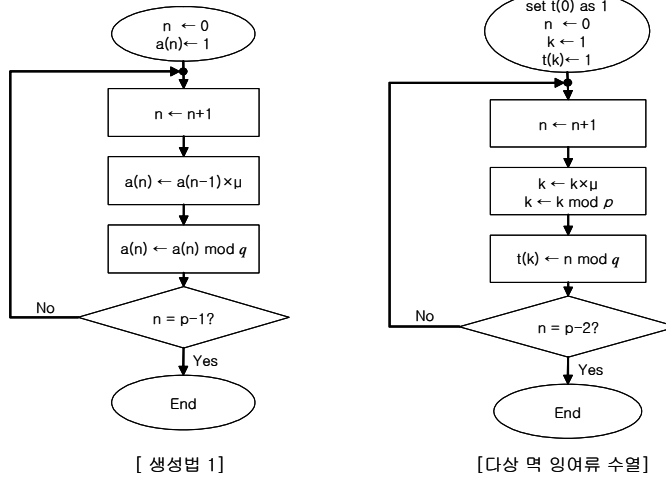 n ← 0
a(n)← 1
n ← n+1
a(n) ← a(n-1)×μ
a(n) ← a(n) mod q
No
n = p-1?
Yes
End
[ 생성법 1]
set t(0) as 1
n ← 0
k ← 1
t(k)← 1
n ← n+1
k ← k×μ
k ← k mod p
t(k) ← n mod q
No
n = p-2?
Yes
End
[다상 멱 잉여류 수열]